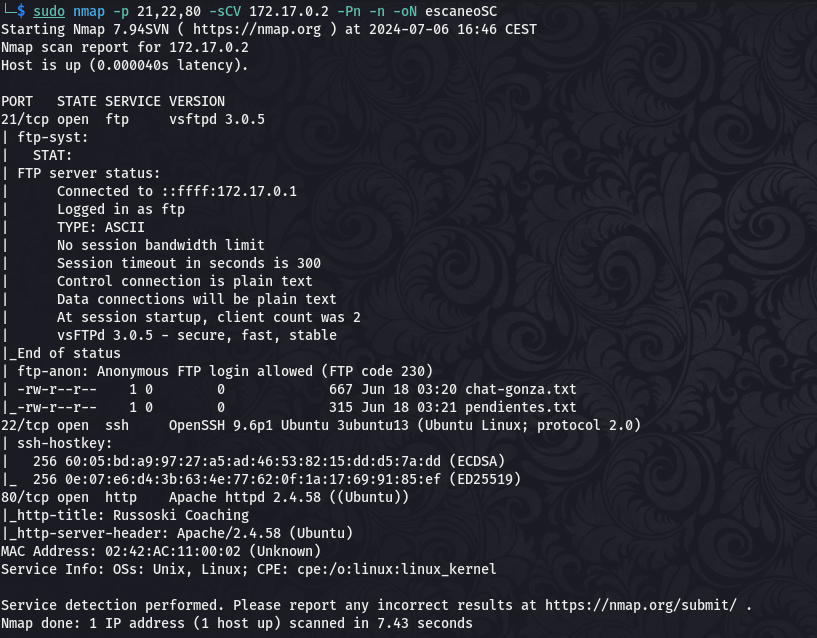 └─$ sudo nmap -p 21,22,80 -sCV 172.17.0.2 -Pn -n -oN escaneoSC
Starting Nmap 7.94SVN ( https://nmap.org ) at 2024-07-06 16:46 CEST
Nmap scan report for 172.17.0.2
Host is up (0.000040s latency).

PORT   STATE SERVICE VERSION
21/tcp open  ftp     vsftpd 3.0.5
| ftp-syst:
|   STAT:
| FTP server status:
|      Connected to ::ffff:172.17.0.1
|      Logged in as ftp
|      TYPE: ASCII
|      No session bandwidth limit
|      Session timeout in seconds is 300
|      Control connection is plain text
|      Data connections will be plain text
|      At session startup, client count was 2
|      vsFTPd 3.0.5 - secure, fast, stable
|_End of status
| ftp-anon: Anonymous FTP login allowed (FTP code 230)
| -rw-r--r--    1 0        0             667 Jun 18 03:20 chat-gonza.txt
|_-rw-r--r--    1 0        0             315 Jun 18 03:21 pendientes.txt
22/tcp open  ssh     OpenSSH 9.6p1 Ubuntu 3ubuntu13 (Ubuntu Linux; protocol 2.0)
| ssh-hostkey:
|   256 60:05:bd:a9:97:27:a5:ad:46:53:82:15:dd:d5:7a:dd (ECDSA)
|_  256 0e:07:e6:d4:3b:63:4e:77:62:0f:1a:17:69:91:85:ef (ED25519)
80/tcp open  http    Apache httpd 2.4.58 ((Ubuntu))
|_http-title: Russoski Coaching
|_http-server-header: Apache/2.4.58 (Ubuntu)
MAC Address: 02:42:AC:11:00:02 (Unknown)
Service Info: OSs: Unix, Linux; CPE: cpe:/o:linux:linux_kernel

Service detection performed. Please report any incorrect results at https://nmap.org/submit/ .
Nmap done: 1 IP address (1 host up) scanned in 7.43 seconds